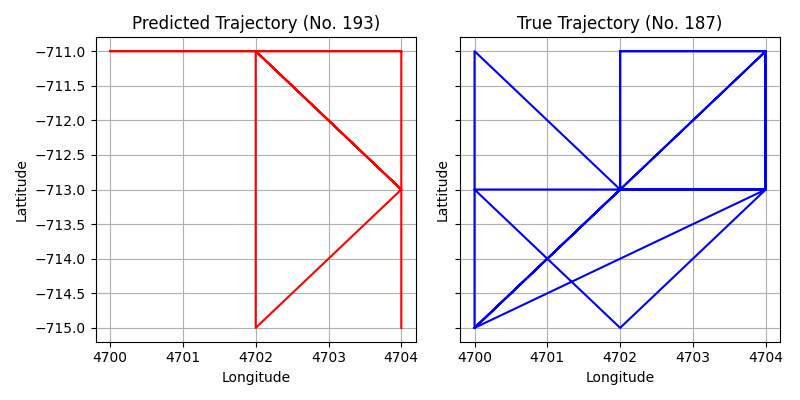 Predicted Trajectory (No. 193)
True Trajectory (No. 187)
−711.0
−711.5
−712.0
−712.5
−713.0
−713.5
−714.0
−714.5
−715.0
Lattitude
Lattitude
4700 4701 4702 4703 4704
4700 4701 4702 4703 4704
Longitude
Longitude